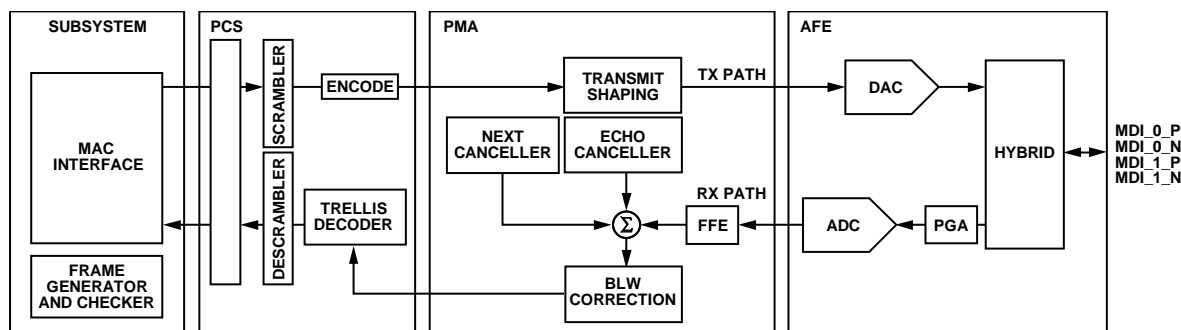 SUBSYSTEM
PCS
PMA
AFE
MAC
INTERFACE
FRAME
GENERATOR
AND CHECKER
SCRAMBLER
ENCODE
DESCRAMBLER
TRELLIS
DECODER
TRANSMIT
SHAPING
TX PATH
NEXT
CANCELLER
ECHO
CANCELLER
RX PATH
Σ
FFE
BLW
CORRECTION
DAC
ADC
PGA
HYBRID
MDI_0_P
MDI_0_N
MDI_1_P
MDI_1_N